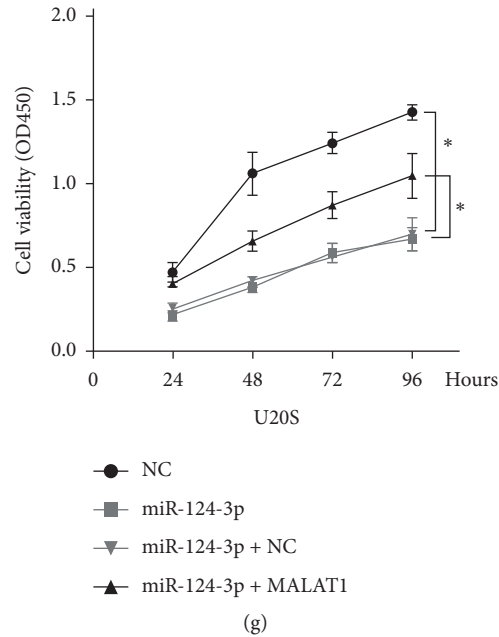 2.0
1.5
1.0
0.5
0.0
Cell viability (OD450)
*
*
0 24 48 72 96 Hours
U20S
NC
miR-124-3p
miR-124-3p + NC
miR-124-3p + MALAT1
(g)